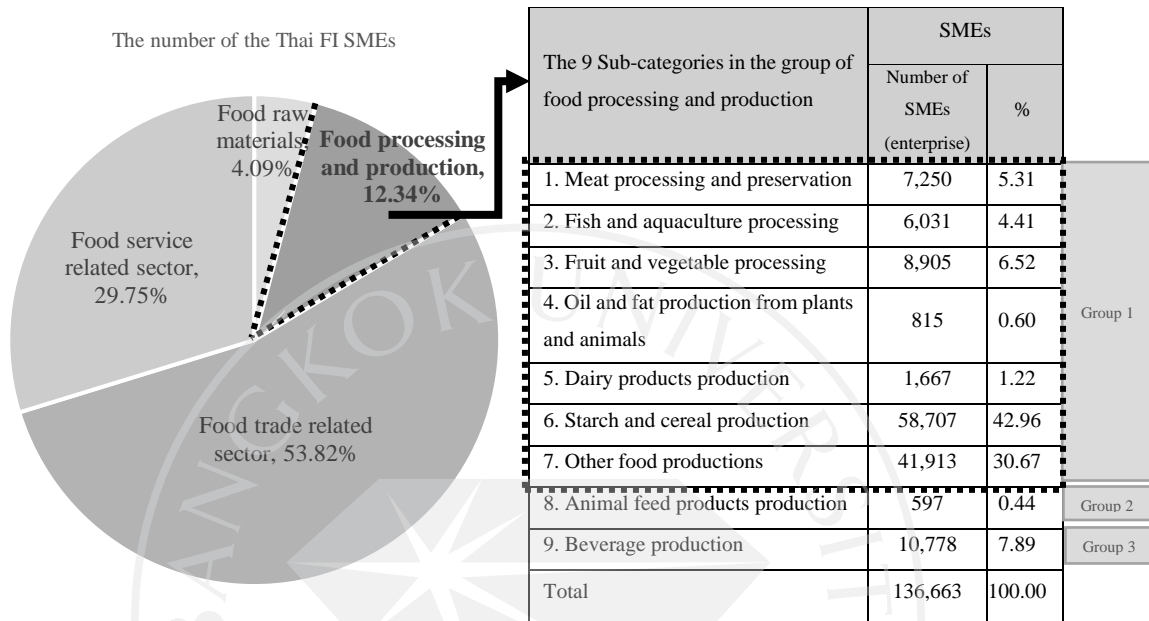 The number of the Thai FI SMEs
Food raw
materials,
4.09%
Food processing
and production,
12.34%
Food service
related sector,
29.75%
Food trade related
sector, 53.82%
The 9 Sub-categories in the group of
food processing and production
SMEs
Number of
SMEs
(enterprise)
%
1. Meat processing and preservation 7,250 5.31
2. Fish and aquaculture processing 6,031 4.41
3. Fruit and vegetable processing 8,905 6.52
4. Oil and fat production from plants
and animals 815 0.60
5. Dairy products production 1,667 1.22
6. Starch and cereal production 58,707 42.96
7. Other food productions 41,913 30.67
Group 1
8. Animal feed products production 597 0.44 Group 2
9. Beverage production 10,778 7.89 Group 3
Total 136,663 100.00
BANGKOK UNIVERSIT